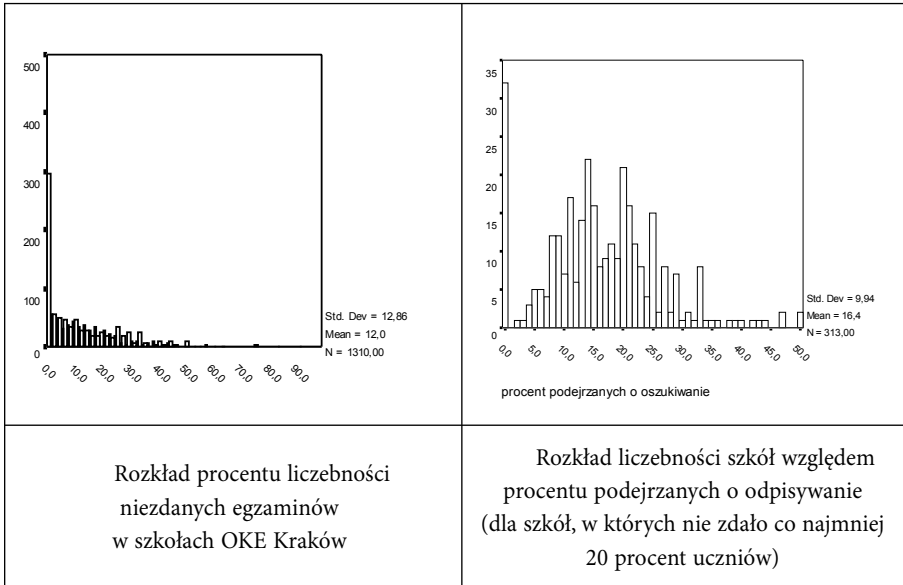 500
400
300
200
100
0
0,0
10,0
20,0
30,0
40,0
50,0
60,0
70,0
80,0
90,0
Std. Dev = 12,86
Mean = 12,0
N = 1310,00
35
30
25
20
15
10
5
0
0,0
5,0
10,0
15,0
20,0
25,0
30,0
35,0
40,0
45,0
50,0
Std. Dev = 9,94
Mean = 16,4
N = 313,00
procent podejrzanych o oszukiwanie
Rozkład procentu liczebności
niezdanych egzaminów
w szkołach OKE Kraków
Rozkład liczebności szkół względem
procentu podejrzanych o odpisywanie
(dla szkół, w których nie zdało co najmniej
20 procent uczniów)